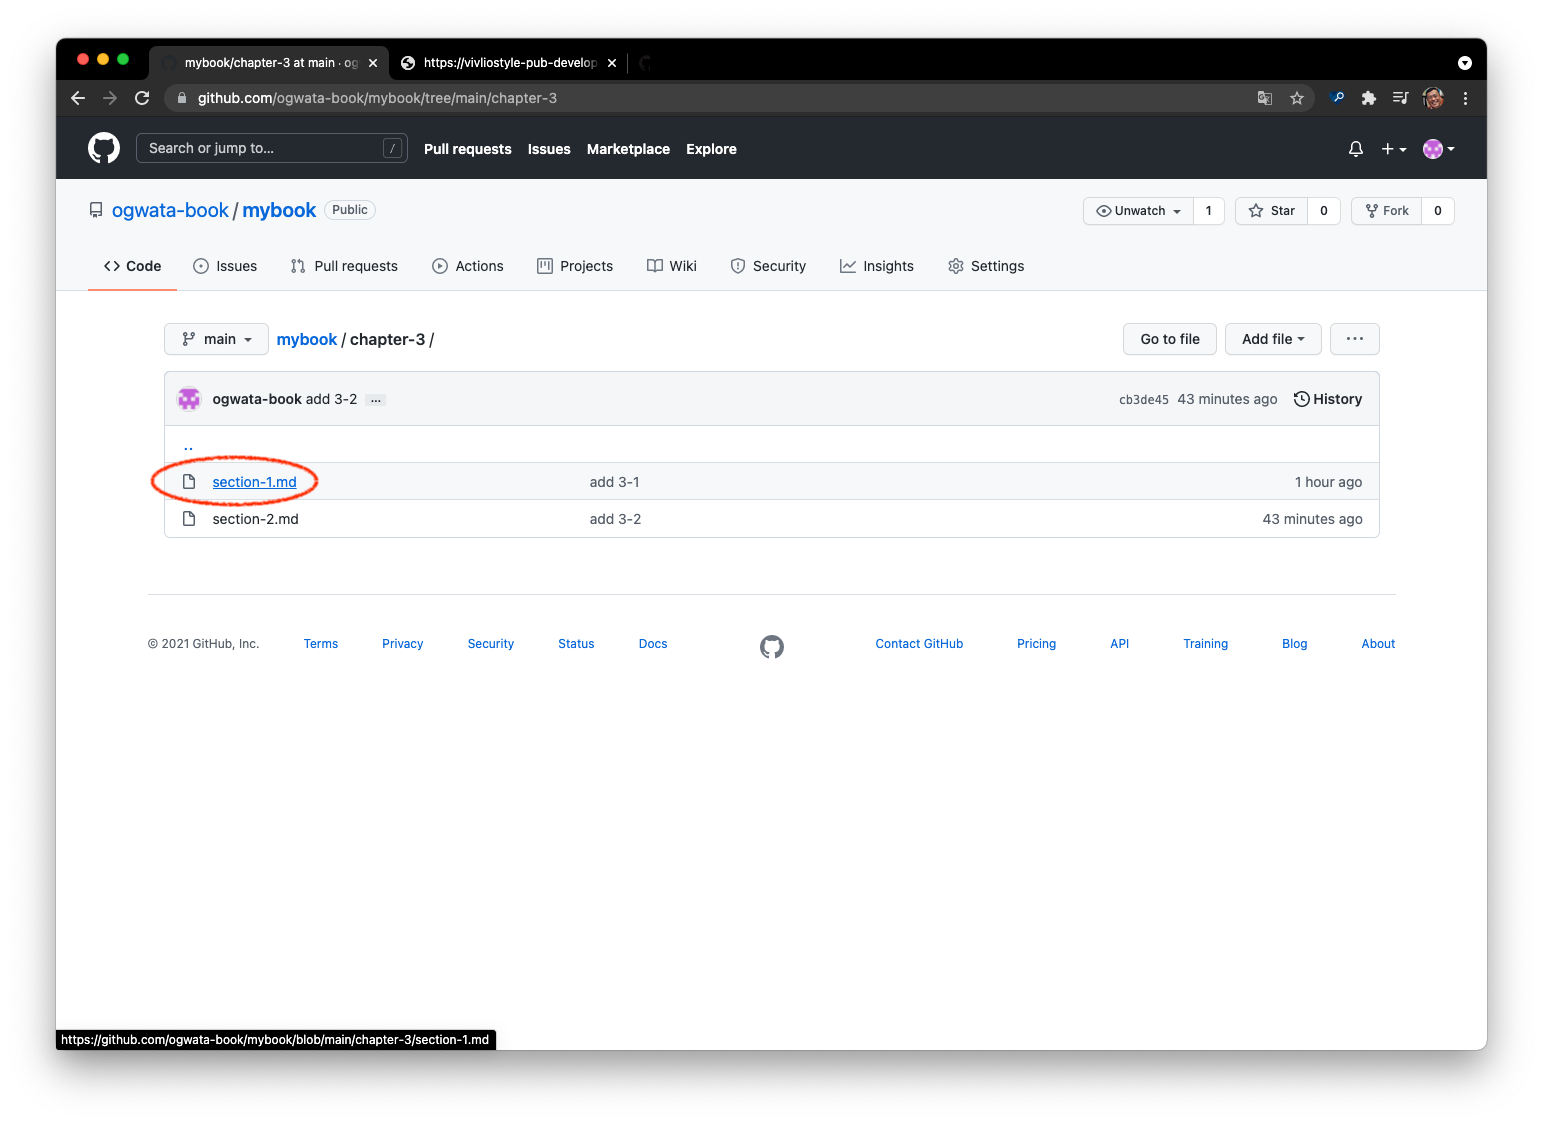 mybook/chapter-3 at main · og
https://vivliostyle-pub-develop
github.com/ogwata-book/mybook/tree/main/chapter-3
Search or jump to... /
Pull requests Issues Marketplace Explore
ogwata-book / mybook Public
Unwatch 1 Star 0 Fork 0
Code Issues Pull requests Actions Projects Wiki Security Insights Settings
main mybook / chapter-3 / Go to file Add file ...
ogwata-book add 3-2 ... cb3de45 43 minutes ago History
..
section-1.md add 3-1 1 hour ago
section-2.md add 3-2 43 minutes ago
© 2021 GitHub, Inc. Terms Privacy Security Status Docs Contact GitHub Pricing API Training Blog About
https://github.com/ogwata-book/mybook/blob/main/chapter-3/section-1.md